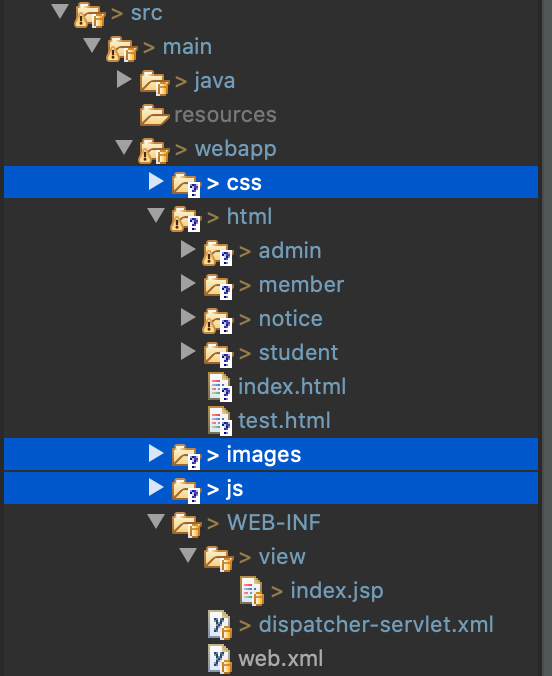 > src
> main
> java
resources
> webapp
> css
> html
> admin
> member
> notice
> student
index.html
test.html
> images
> js
> WEB-INF
> view
> index.jsp
> dispatcher-servlet.xml
web.xml